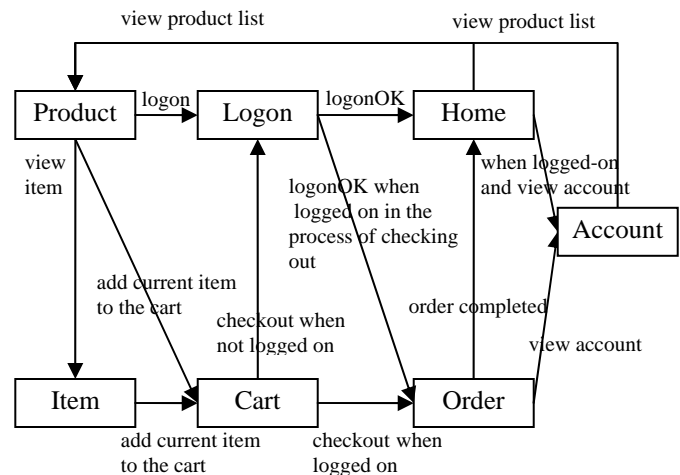 view product list
view product list
logon
logonOK
Product
Logon
Home
view
item
when logged-on
and view account
logonOK when
logged on in the
process of checking
out
Account
add current item
to the cart
checkout when
not logged on
order completed
view account
Item
Cart
Order
add current item
to the cart
checkout when
logged on